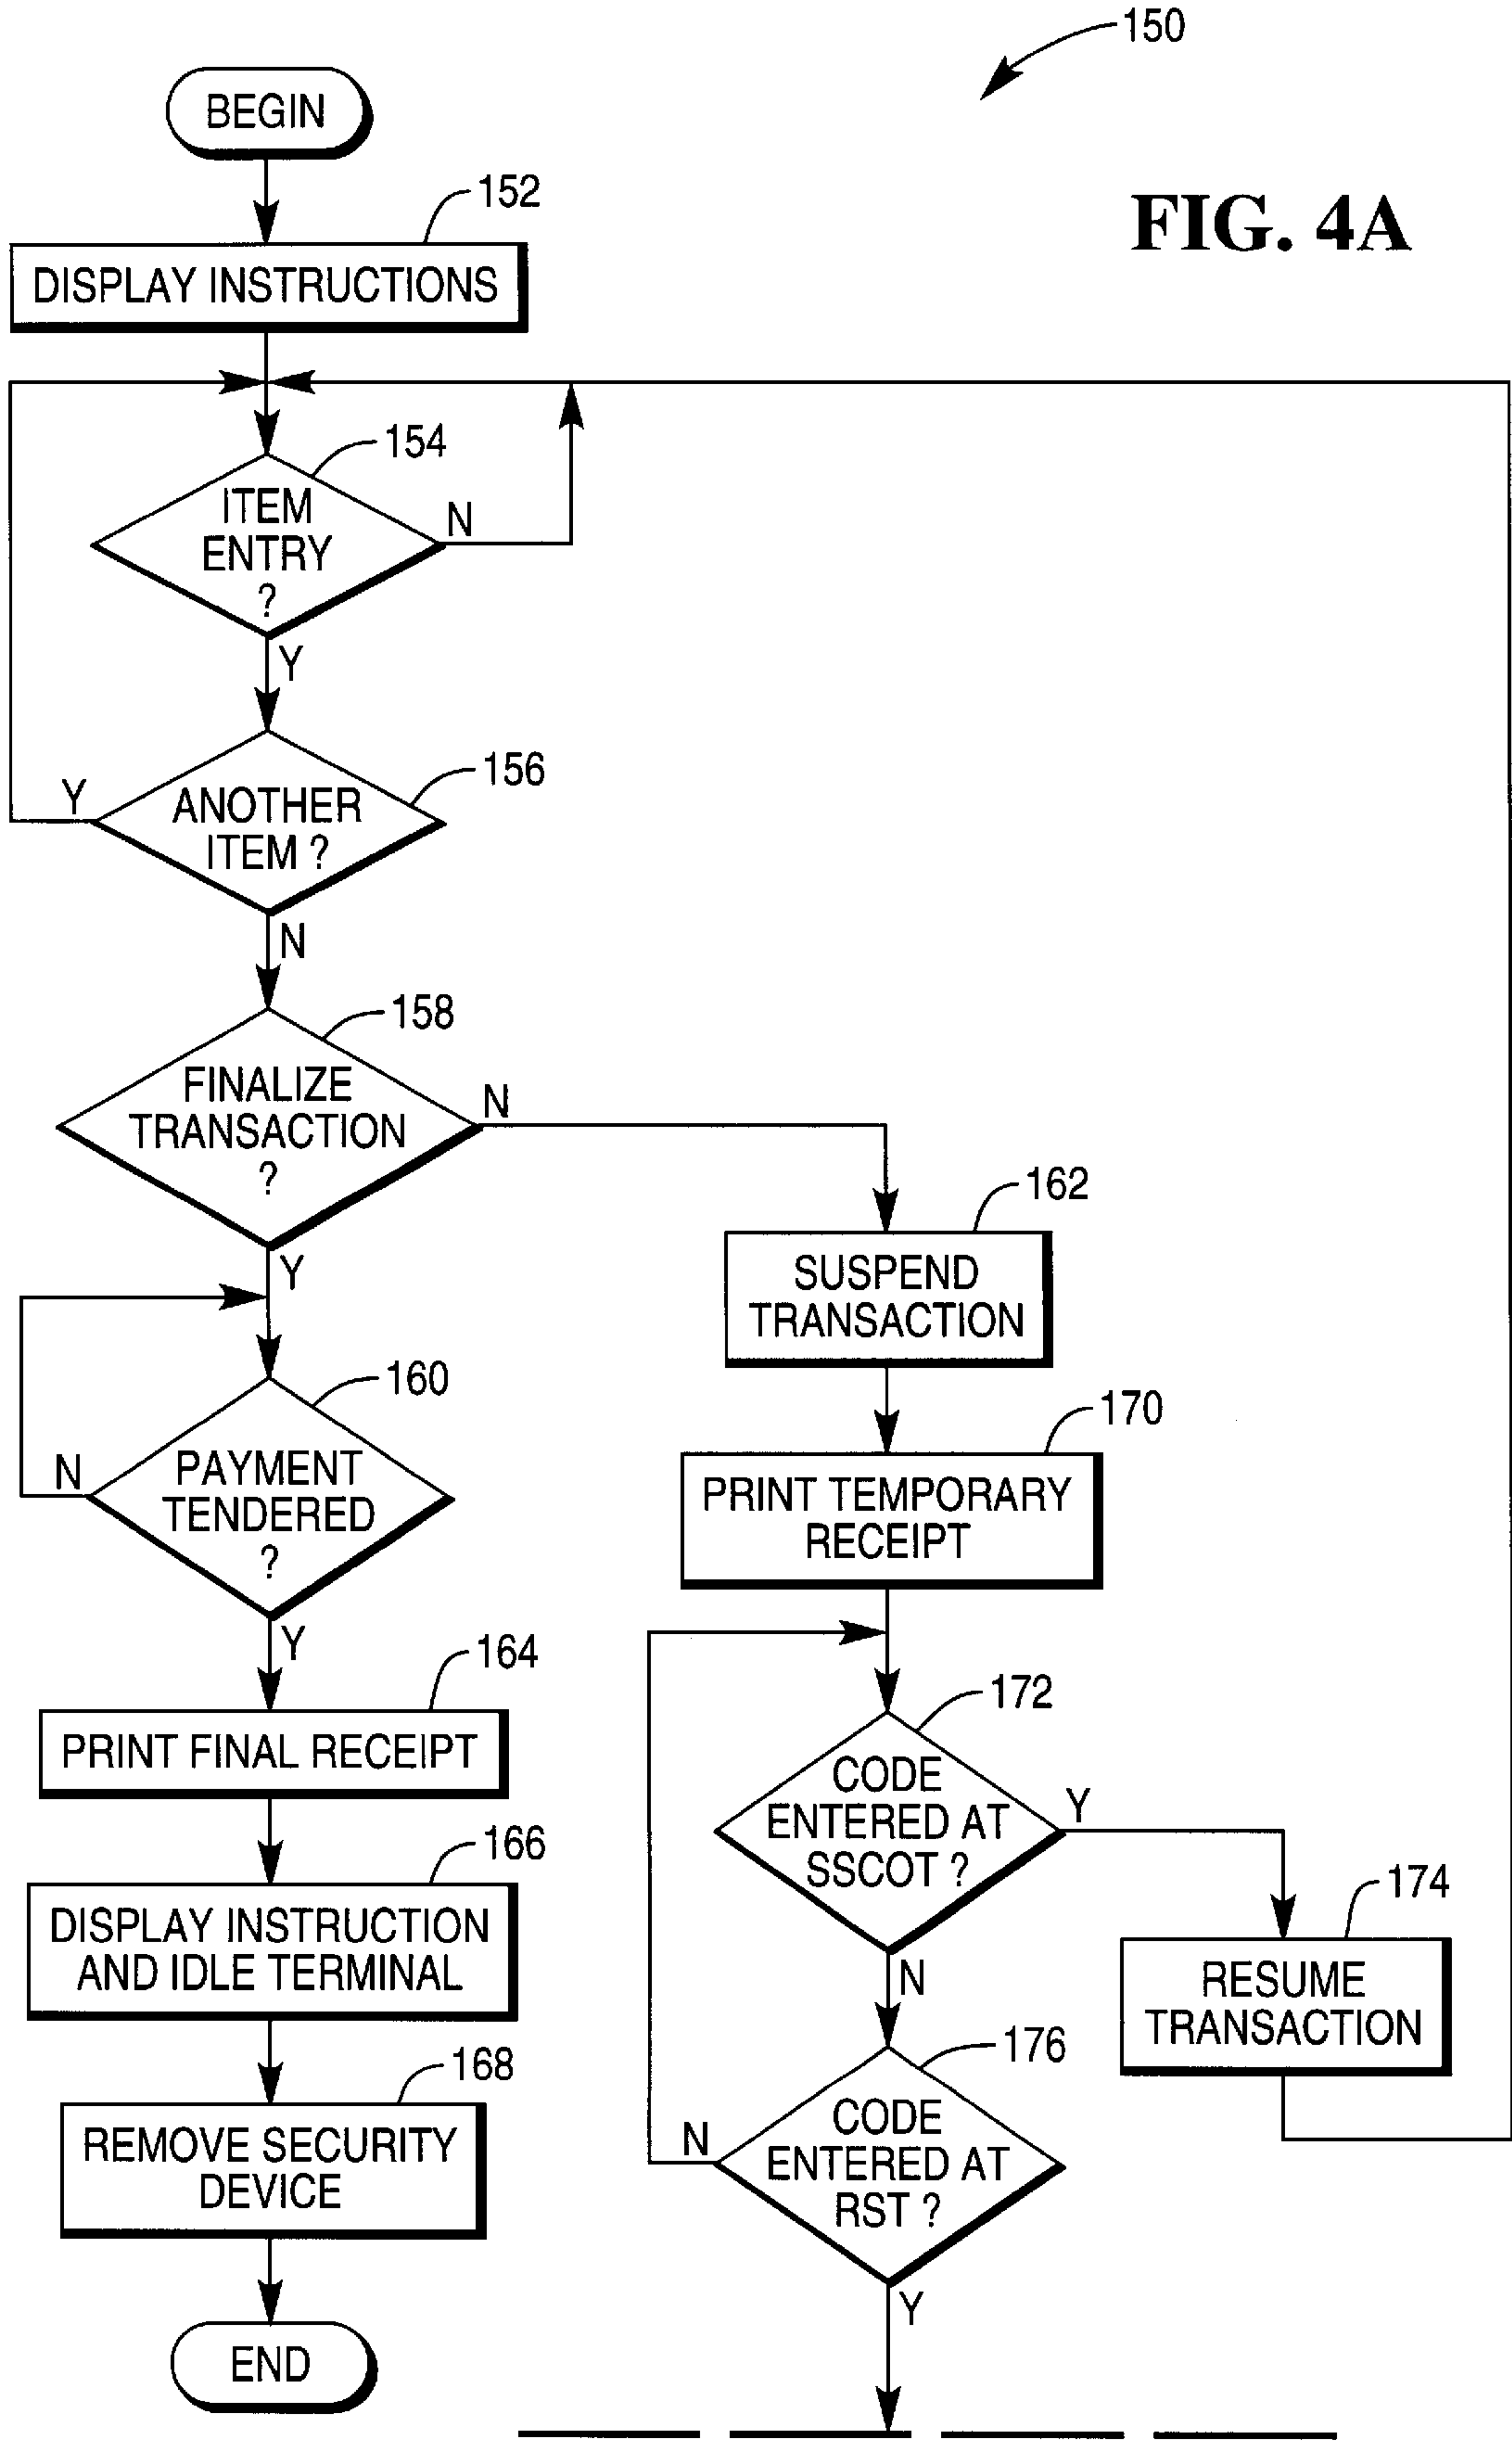 150
BEGIN
FIG. 4A
152
DISPLAY INSTRUCTIONS
154
ITEM
ENTRY
?
N
Y
156
ANOTHER
ITEM ?
Y
N
158
FINALIZE
TRANSACTION
?
N
Y
162
SUSPEND
TRANSACTION
160
PAYMENT
TENDERED
?
N
Y
170
PRINT TEMPORARY
RECEIPT
164
PRINT FINAL RECEIPT
172
CODE
ENTERED AT
SSCOT ?
Y
N
166
DISPLAY INSTRUCTION
AND IDLE TERMINAL
174
RESUME
TRANSACTION
168
REMOVE SECURITY
DEVICE
176
CODE
ENTERED AT
RST ?
N
Y
END